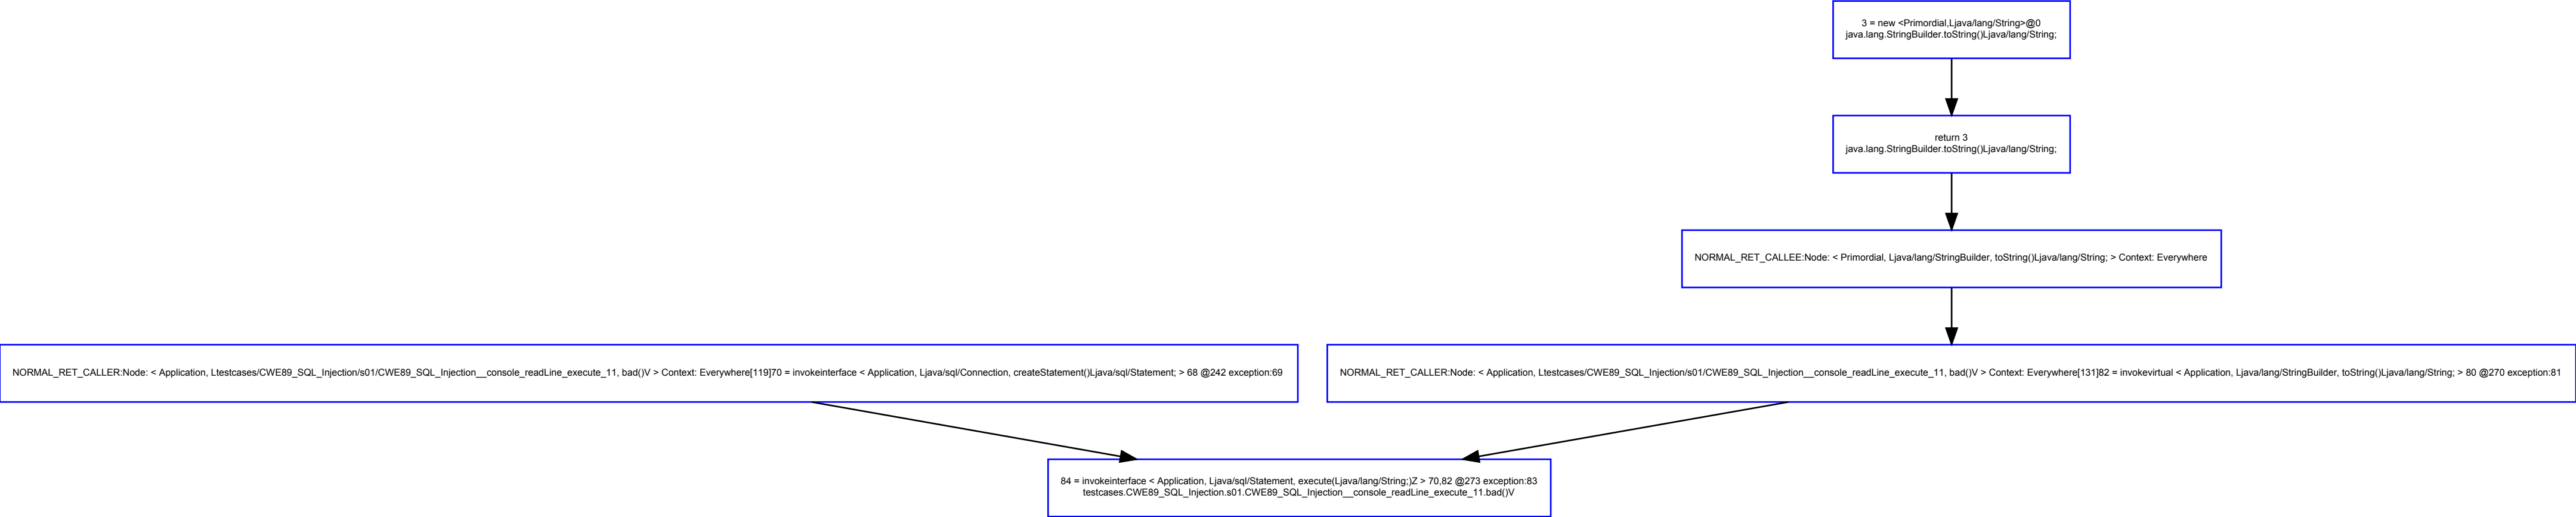 3 = new <Primordial,Ljava/lang/String>@0
java.lang.StringBuilder.toString()Ljava/lang/String;
return 3
java.lang.StringBuilder.toString()Ljava/lang/String;
NORMAL_RET_CALLEE:Node: < Primordial, Ljava/lang/StringBuilder, toString()Ljava/lang/String; > Context: Everywhere
NORMAL_RET_CALLER:Node: < Application, Ltestcases/CWE89_SQL_Injection/s01/CWE89_SQL_Injection__console_readLine_execute_11, bad()V > Context: Everywhere[119]70 = invokeinterface < Application, Ljava/sql/Connection, createStatement()Ljava/sql/Statement; > 68 @242 exception:69
NORMAL_RET_CALLER:Node: < Application, Ltestcases/CWE89_SQL_Injection/s01/CWE89_SQL_Injection__console_readLine_execute_11, bad()V > Context: Everywhere[131]82 = invokevirtual < Application, Ljava/lang/StringBuilder, toString()Ljava/lang/String; > 80 @270 exception:81
84 = invokeinterface < Application, Ljava/sql/Statement, execute(Ljava/lang/String;)Z > 70,82 @273 exception:83
testcases.CWE89_SQL_Injection.s01.CWE89_SQL_Injection__console_readLine_execute_11.bad()V